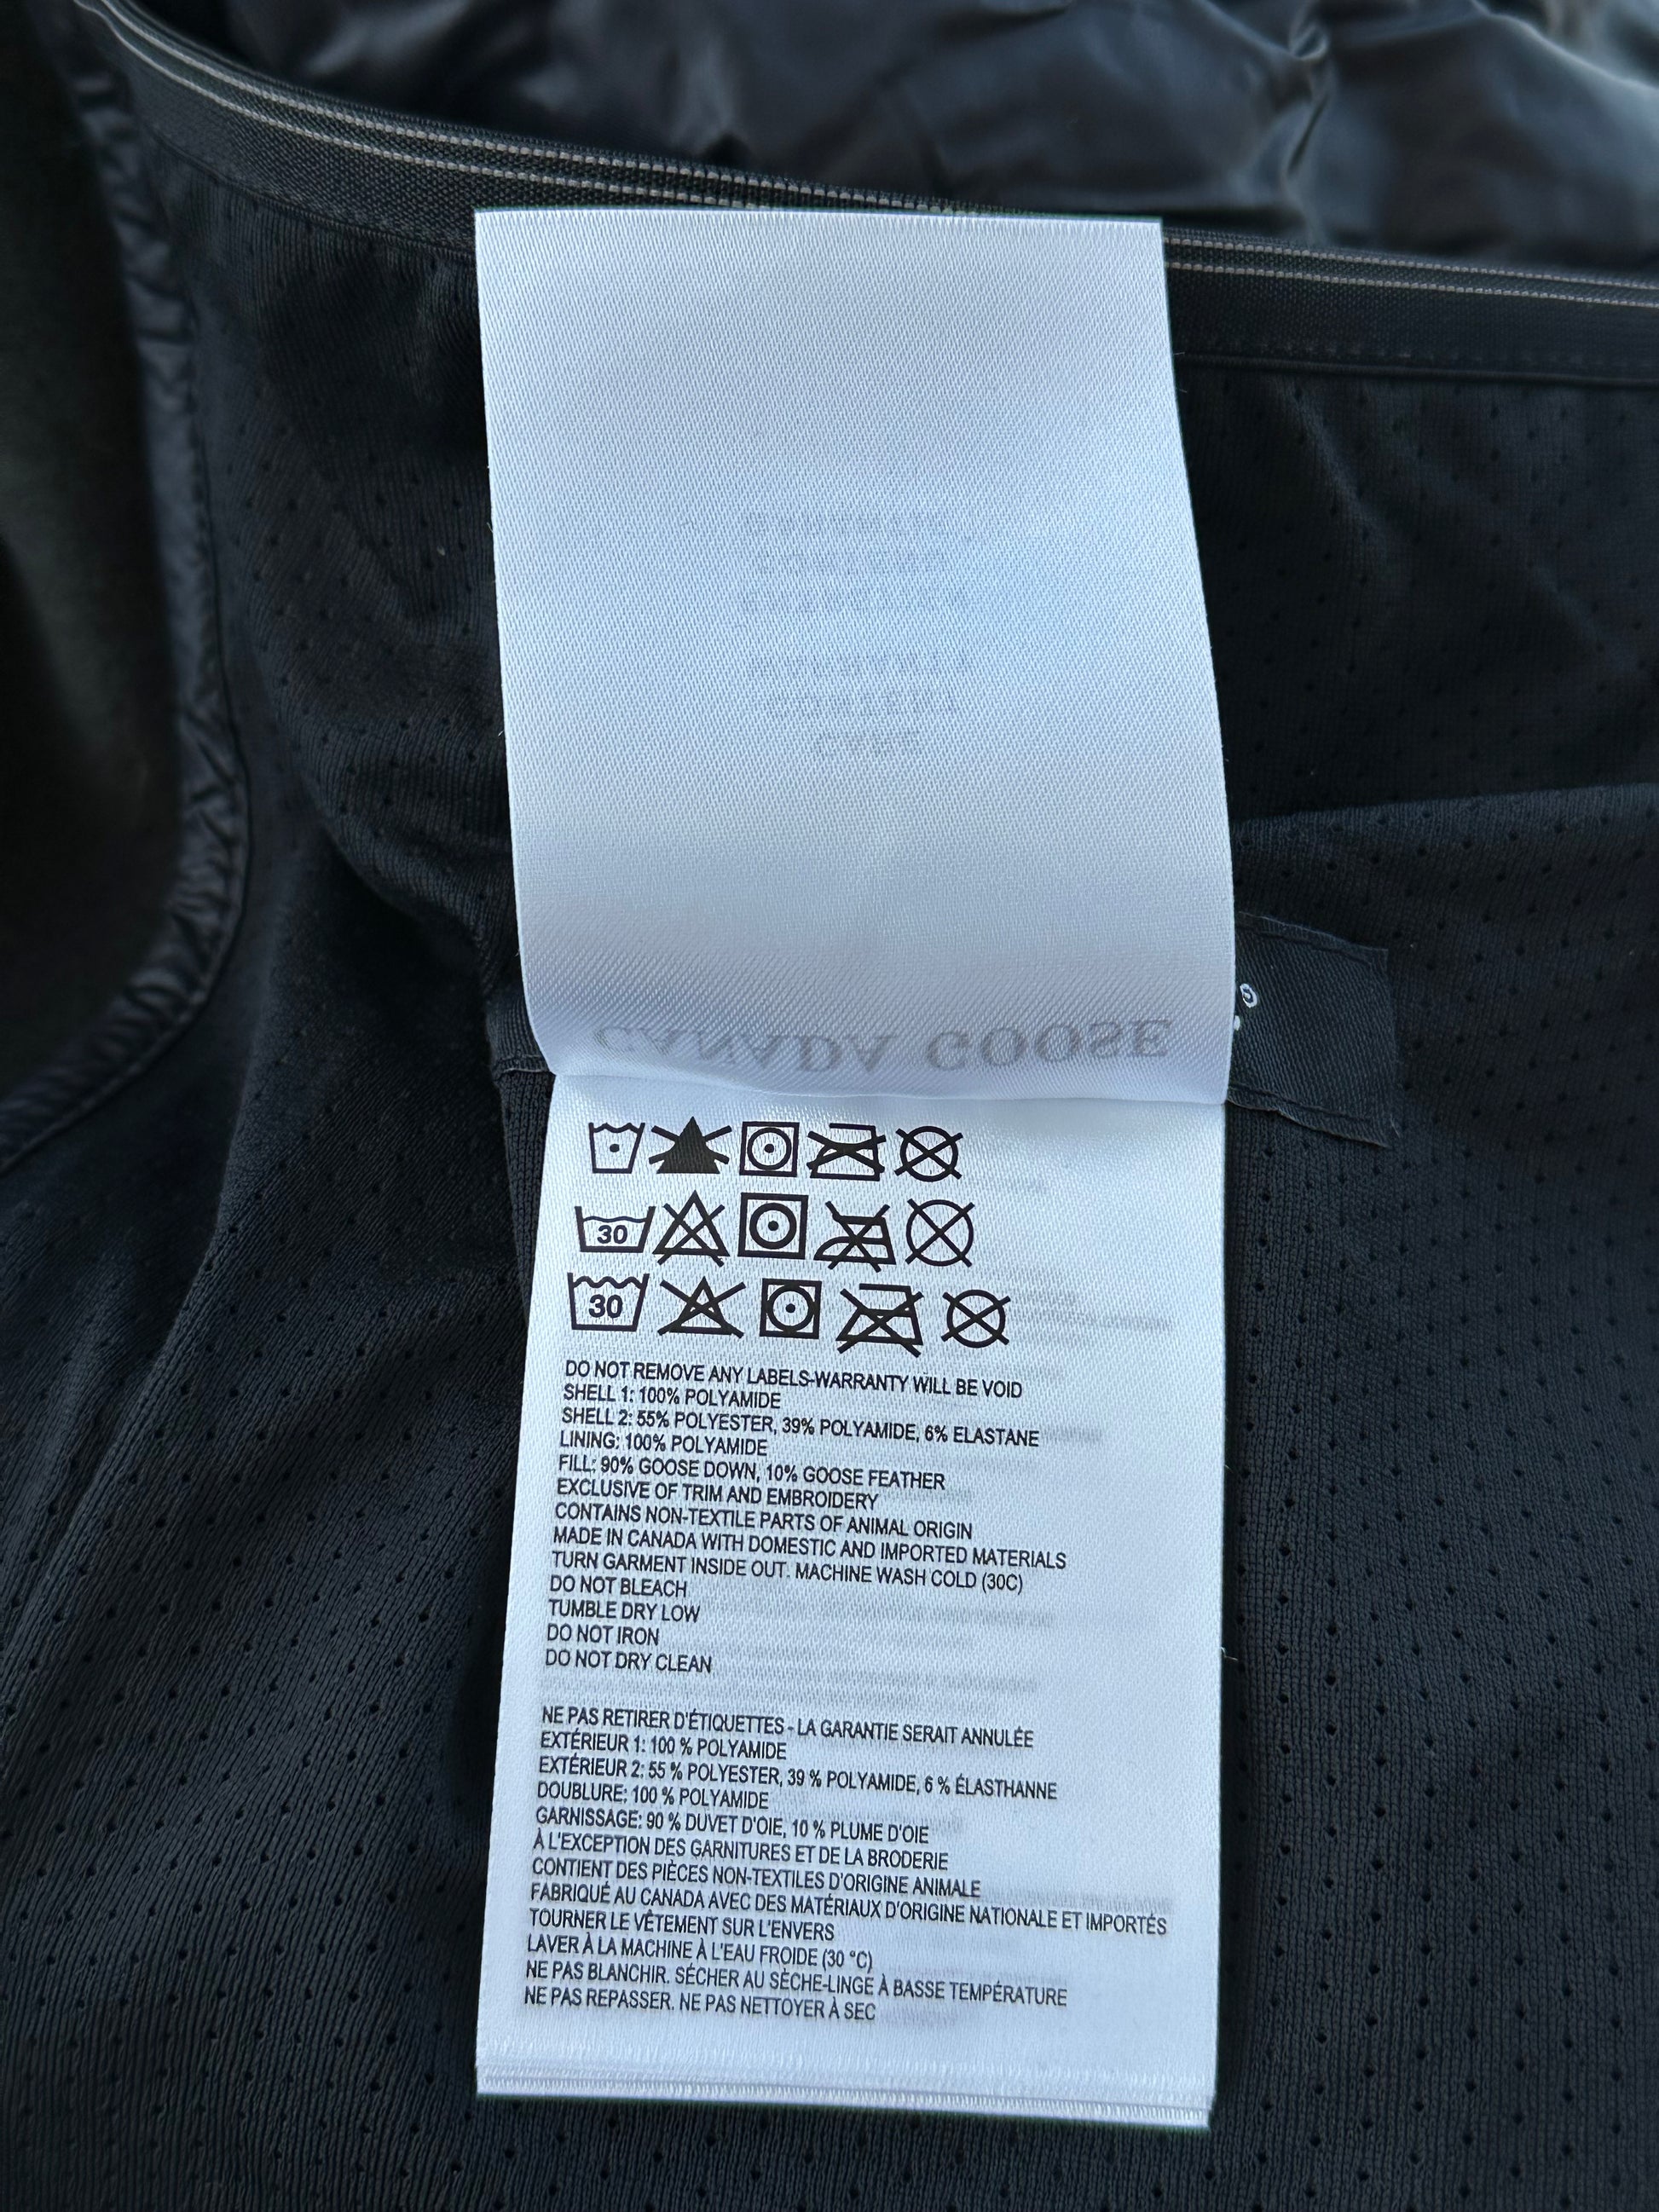 CANADA GOOSE
30
30
DO NOT REMOVE ANY LABELS-WARRANTY WILL BE VOID
SHELL 1: 100% POLYAMIDE
SHELL 2: 55% POLYESTER, 39% POLYAMIDE, 6% ELASTANE
LINING: 100% POLYAMIDE
FILL: 90% GOOSE DOWN, 10% GOOSE FEATHER
EXCLUSIVE OF TRIM AND EMBROIDERY
CONTAINS NON-TEXTILE PARTS OF ANIMAL ORIGIN
MADE IN CANADA WITH DOMESTIC AND IMPORTED MATERIALS
TURN GARMENT INSIDE OUT. MACHINE WASH COLD (30C)
DO NOT BLEACH
TUMBLE DRY LOW
DO NOT IRON
DO NOT DRY CLEAN
NE PAS RETIRER D'ÉTIQUETTES - LA GARANTIE SERAIT ANNULÉE
EXTÉRIEUR 1: 100 % POLYAMIDE
EXTÉRIEUR 2: 55 % POLYESTER, 39 % POLYAMIDE, 6 % ÉLASTHANNE
DOUBLURE: 100 % POLYAMIDE
GARNISSAGE: 90 % DUVET D'OIE, 10 % PLUME D'OIE
À L'EXCEPTION DES GARNITURES ET DE LA BRODERIE
CONTIENT DES PIÈCES NON-TEXTILES D'ORIGINE ANIMALE
FABRIQUÉ AU CANADA AVEC DES MATÉRIAUX D'ORIGINE NATIONALE ET IMPORTÉS
TOURNER LE VÊTEMENT SUR L'ENVERS
LAVER À LA MACHINE À L'EAU FROIDE (30 °C)
NE PAS BLANCHIR. SÉCHER AU SÈCHE-LINGE À BASSE TEMPÉRATURE
NE PAS REPASSER. NE PAS NETTOYER À SEC